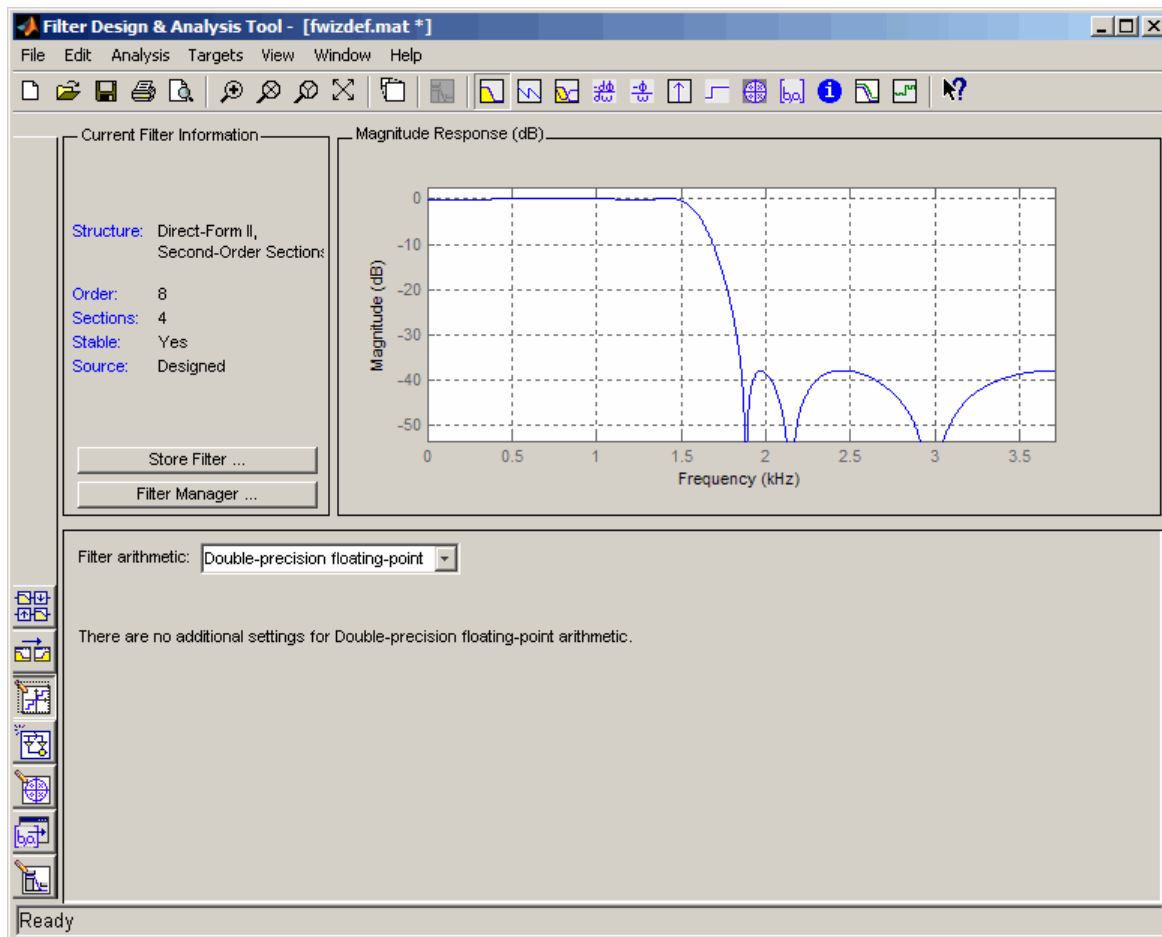 Filter Design & Analysis Tool - [fwizdef.mat *]
File Edit Analysis Targets View Window Help
Current Filter Information
Structure: Direct-Form II,
Second-Order Sections
Order: 8
Sections: 4
Stable: Yes
Source: Designed
Store Filter ...
Filter Manager ...
Magnitude Response (dB)
Magnitude (dB)
0
-10
-20
-30
-40
-50
0 0.5 1 1.5 2 2.5 3 3.5
Frequency (kHz)
Filter arithmetic: Double-precision floating-point
There are no additional settings for Double-precision floating-point arithmetic.
[b,a]
Ready